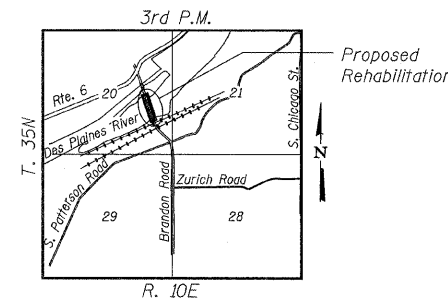 3rd P.M.
Proposed
Rehabilitation
Rte. 6
20
21
Des Plaines River
S. Chicago St.
T. 35N
N
S. Patterson Road
Brandon Road
Zurich Road
29
28
R. 10E